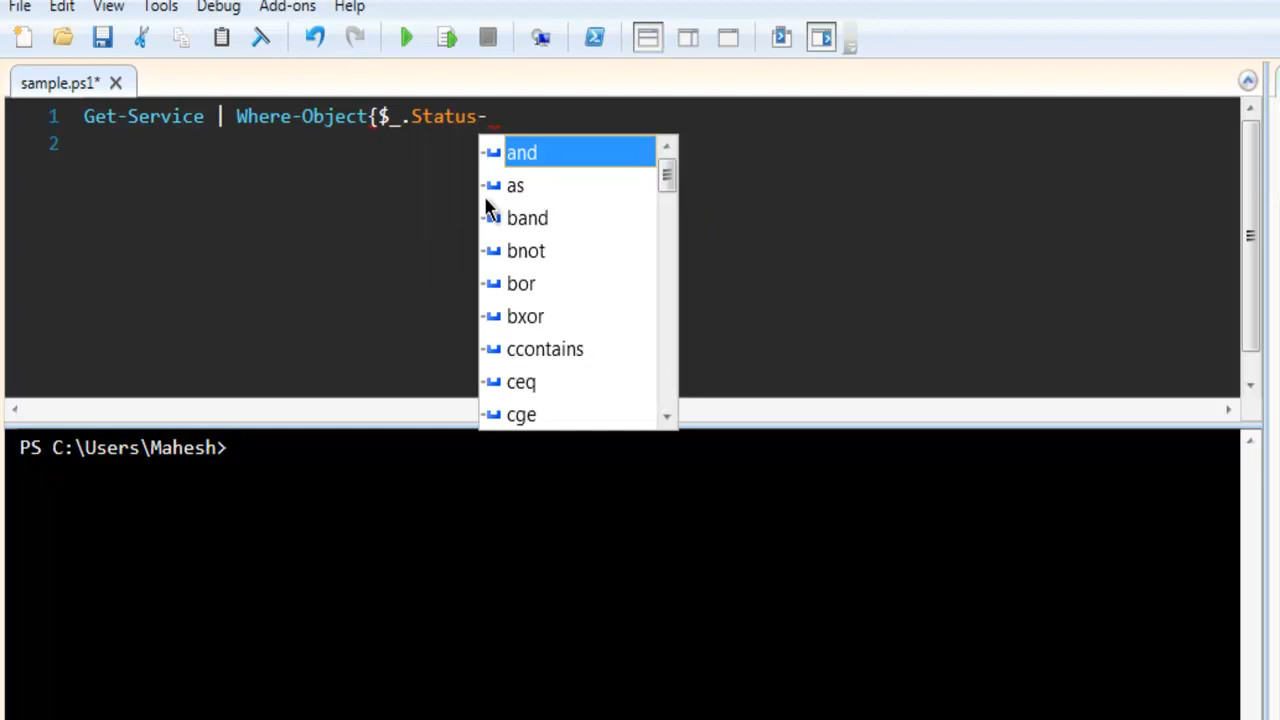 File Edit View Tools Debug Add-ons Help
sample.ps1*
1 Get-Service | Where-Object{$_.Status-
2
and
as
band
bnot
bor
bxor
ccontains
ceq
cge
PS C:\Users\Mahesh>